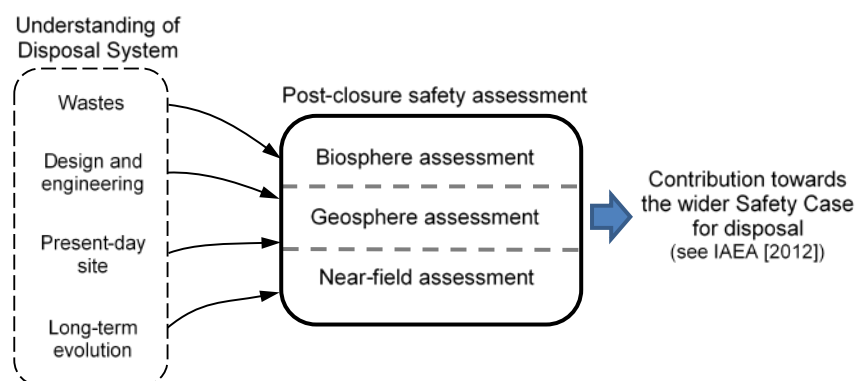 Understanding of
Disposal System
Wastes
Design and
engineering
Present-day
site
Long-term
evolution
Post-closure safety assessment
Biosphere assessment
Geosphere assessment
Near-field assessment
Contribution towards
the wider Safety Case
for disposal
(see IAEA [2012])